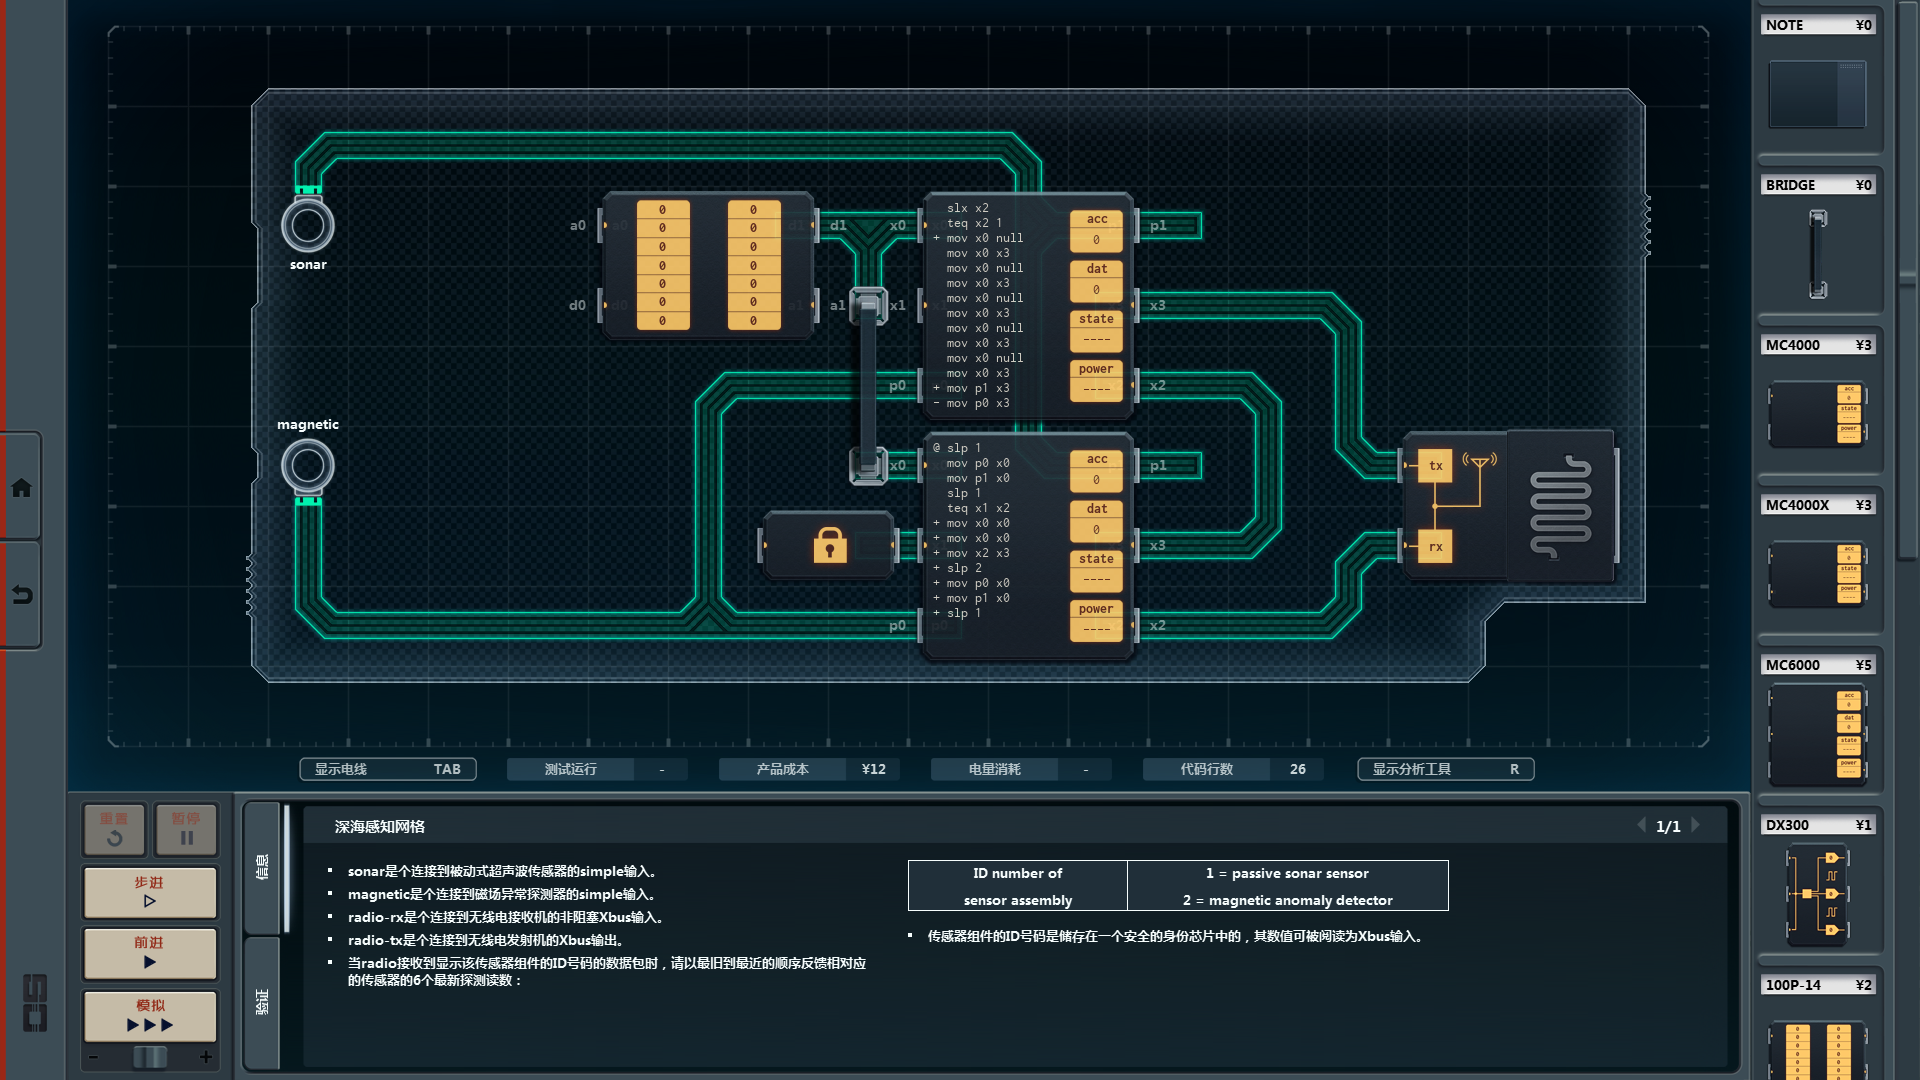 NOTE ¥0
BRIDGE ¥0
MC4000 ¥3
MC4000X ¥3
MC6000 ¥5
DX300 ¥1
100P-14 ¥2
sonar
magnetic
a0
d0
d1
a1
0 0
0 0
0 0
0 0
0 0
0 0
0 0
x0
x1
p0
p1
x3
x2
slx x2
teq x2 1
+ mov x0 null
mov x0 x3
mov x0 null
mov x0 x3
mov x0 null
mov x0 x3
mov x0 null
mov x0 x3
mov x0 null
mov x0 x3
+ mov p1 x3
- mov p0 x3
acc
0
dat
0
state
----
power
----
x0
p0
p1
x3
x2
@ slp 1
mov p0 x0
mov p1 x0
slp 1
teq x1 x2
+ mov x0 x0
+ mov x0 x0
+ mov x2 x3
+ slp 2
+ mov p0 x0
+ mov p1 x0
+ slp 1
acc
0
dat
0
state
----
power
----
tx
rx
显示电线 TAB
测试运行 -
产品成本 ¥12
电量消耗 -
代码行数 26
显示分析工具 R
重置
暂停
步进
前进
模拟
- +
信息
验证
深海感知网格
1/1
▪ sonar是个连接到被动式超声波传感器的simple输入。
▪ magnetic是个连接到磁场异常探测器的simple输入。
▪ radio-rx是个连接到无线电接收机的非阻塞Xbus输入。
▪ radio-tx是个连接到无线电发射机的Xbus输出。
▪ 当radio接收到显示该传感器组件的ID号码的数据包时，请以最旧到最近的顺序反馈相对应
的传感器的6个最新探测读数：
ID number of
sensor assembly
1 = passive sonar sensor
2 = magnetic anomaly detector
▪ 传感器组件的ID号码是储存在一个安全的身份芯片中的，其数值可被阅读为Xbus输入。